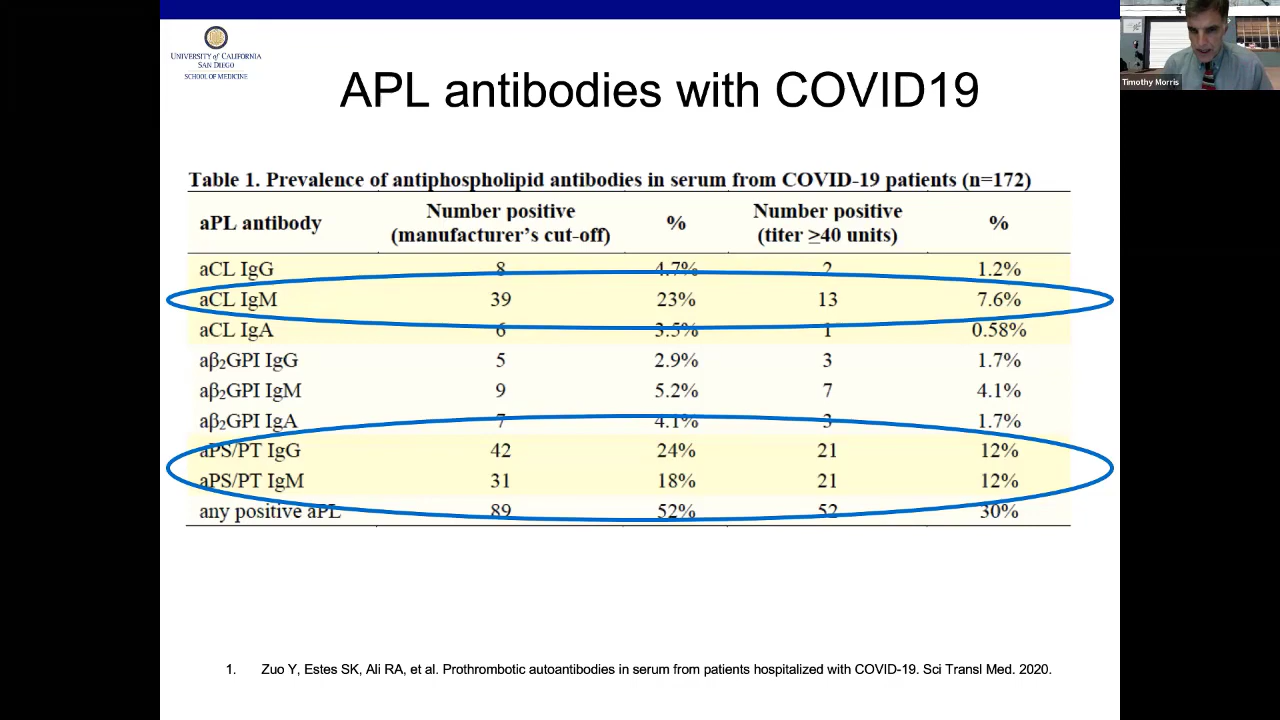 UNIVERSITY of CALIFORNIA
SAN DIEGO
SCHOOL OF MEDICINE
Timothy Morris
APL antibodies with COVID19
Table 1. Prevalence of antiphospholipid antibodies in serum from COVID-19 patients (n=172)
aPL antibody Number positive (manufacturer's cut-off) % Number positive (titer ≥40 units) %
aCL IgG 8 4.7% 2 1.2%
aCL IgM 39 23% 13 7.6%
aCL IgA 6 3.5% 1 0.58%
aβ₂GPI IgG 5 2.9% 3 1.7%
aβ₂GPI IgM 9 5.2% 7 4.1%
aβ₂GPI IgA 7 4.1% 3 1.7%
aPS/PT IgG 42 24% 21 12%
aPS/PT IgM 31 18% 21 12%
any positive aPL 89 52% 52 30%
1. Zuo Y, Estes SK, Ali RA, et al. Prothrombotic autoantibodies in serum from patients hospitalized with COVID-19. Sci Transl Med. 2020.